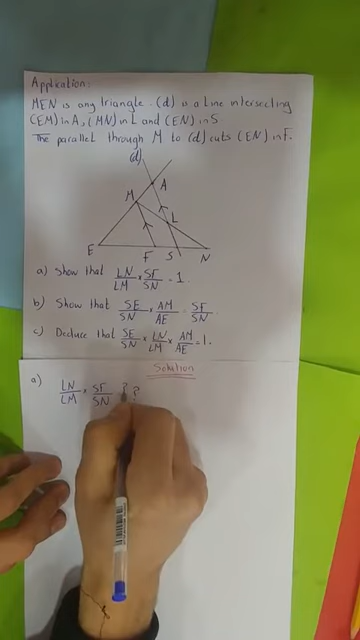 Application:
MEN is any triangle. (d) is a line intersecting
(EM) in A, (MN) in L and (EN) in S.
The parallel through M to (d) cuts (EN) in F.
(d)
A
M
L
E F S N
a) Show that LN/LM × SF/SN = 1.
b) Show that SE/SN × AM/AE = SF/SN.
c) Deduce that SE/SN × LN/LM × AM/AE = 1.
Solution
a) LN/LM × SF/SN = ? ?